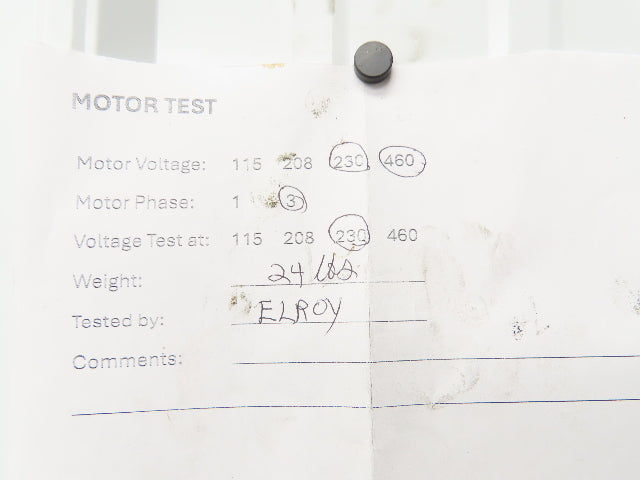 MOTOR TEST
Motor Voltage: 115 208 230 460
Motor Phase: 1 3
Voltage Test at: 115 208 230 460
Weight: 24 lbs
Tested by: ELROY
Comments: